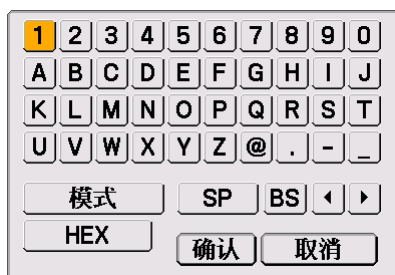 1 2 3 4 5 6 7 8 9 0
A B C D E F G H I J
K L M N O P Q R S T
U V W X Y Z @ . - _
模式 SP BS
HEX 确认 取消